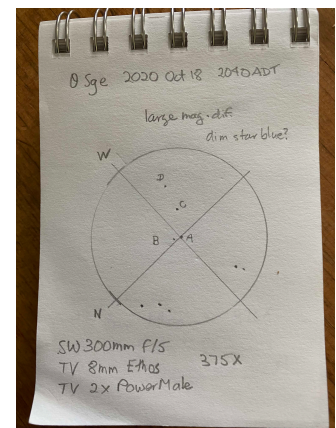 θ Sge 2020 Oct 18 2040 ADT
large mag. dif.
dim star blue?
W
D
C
B A
N
SW 300mm F/5
TV 8mm Ethos 375X
TV 2x PowerMate